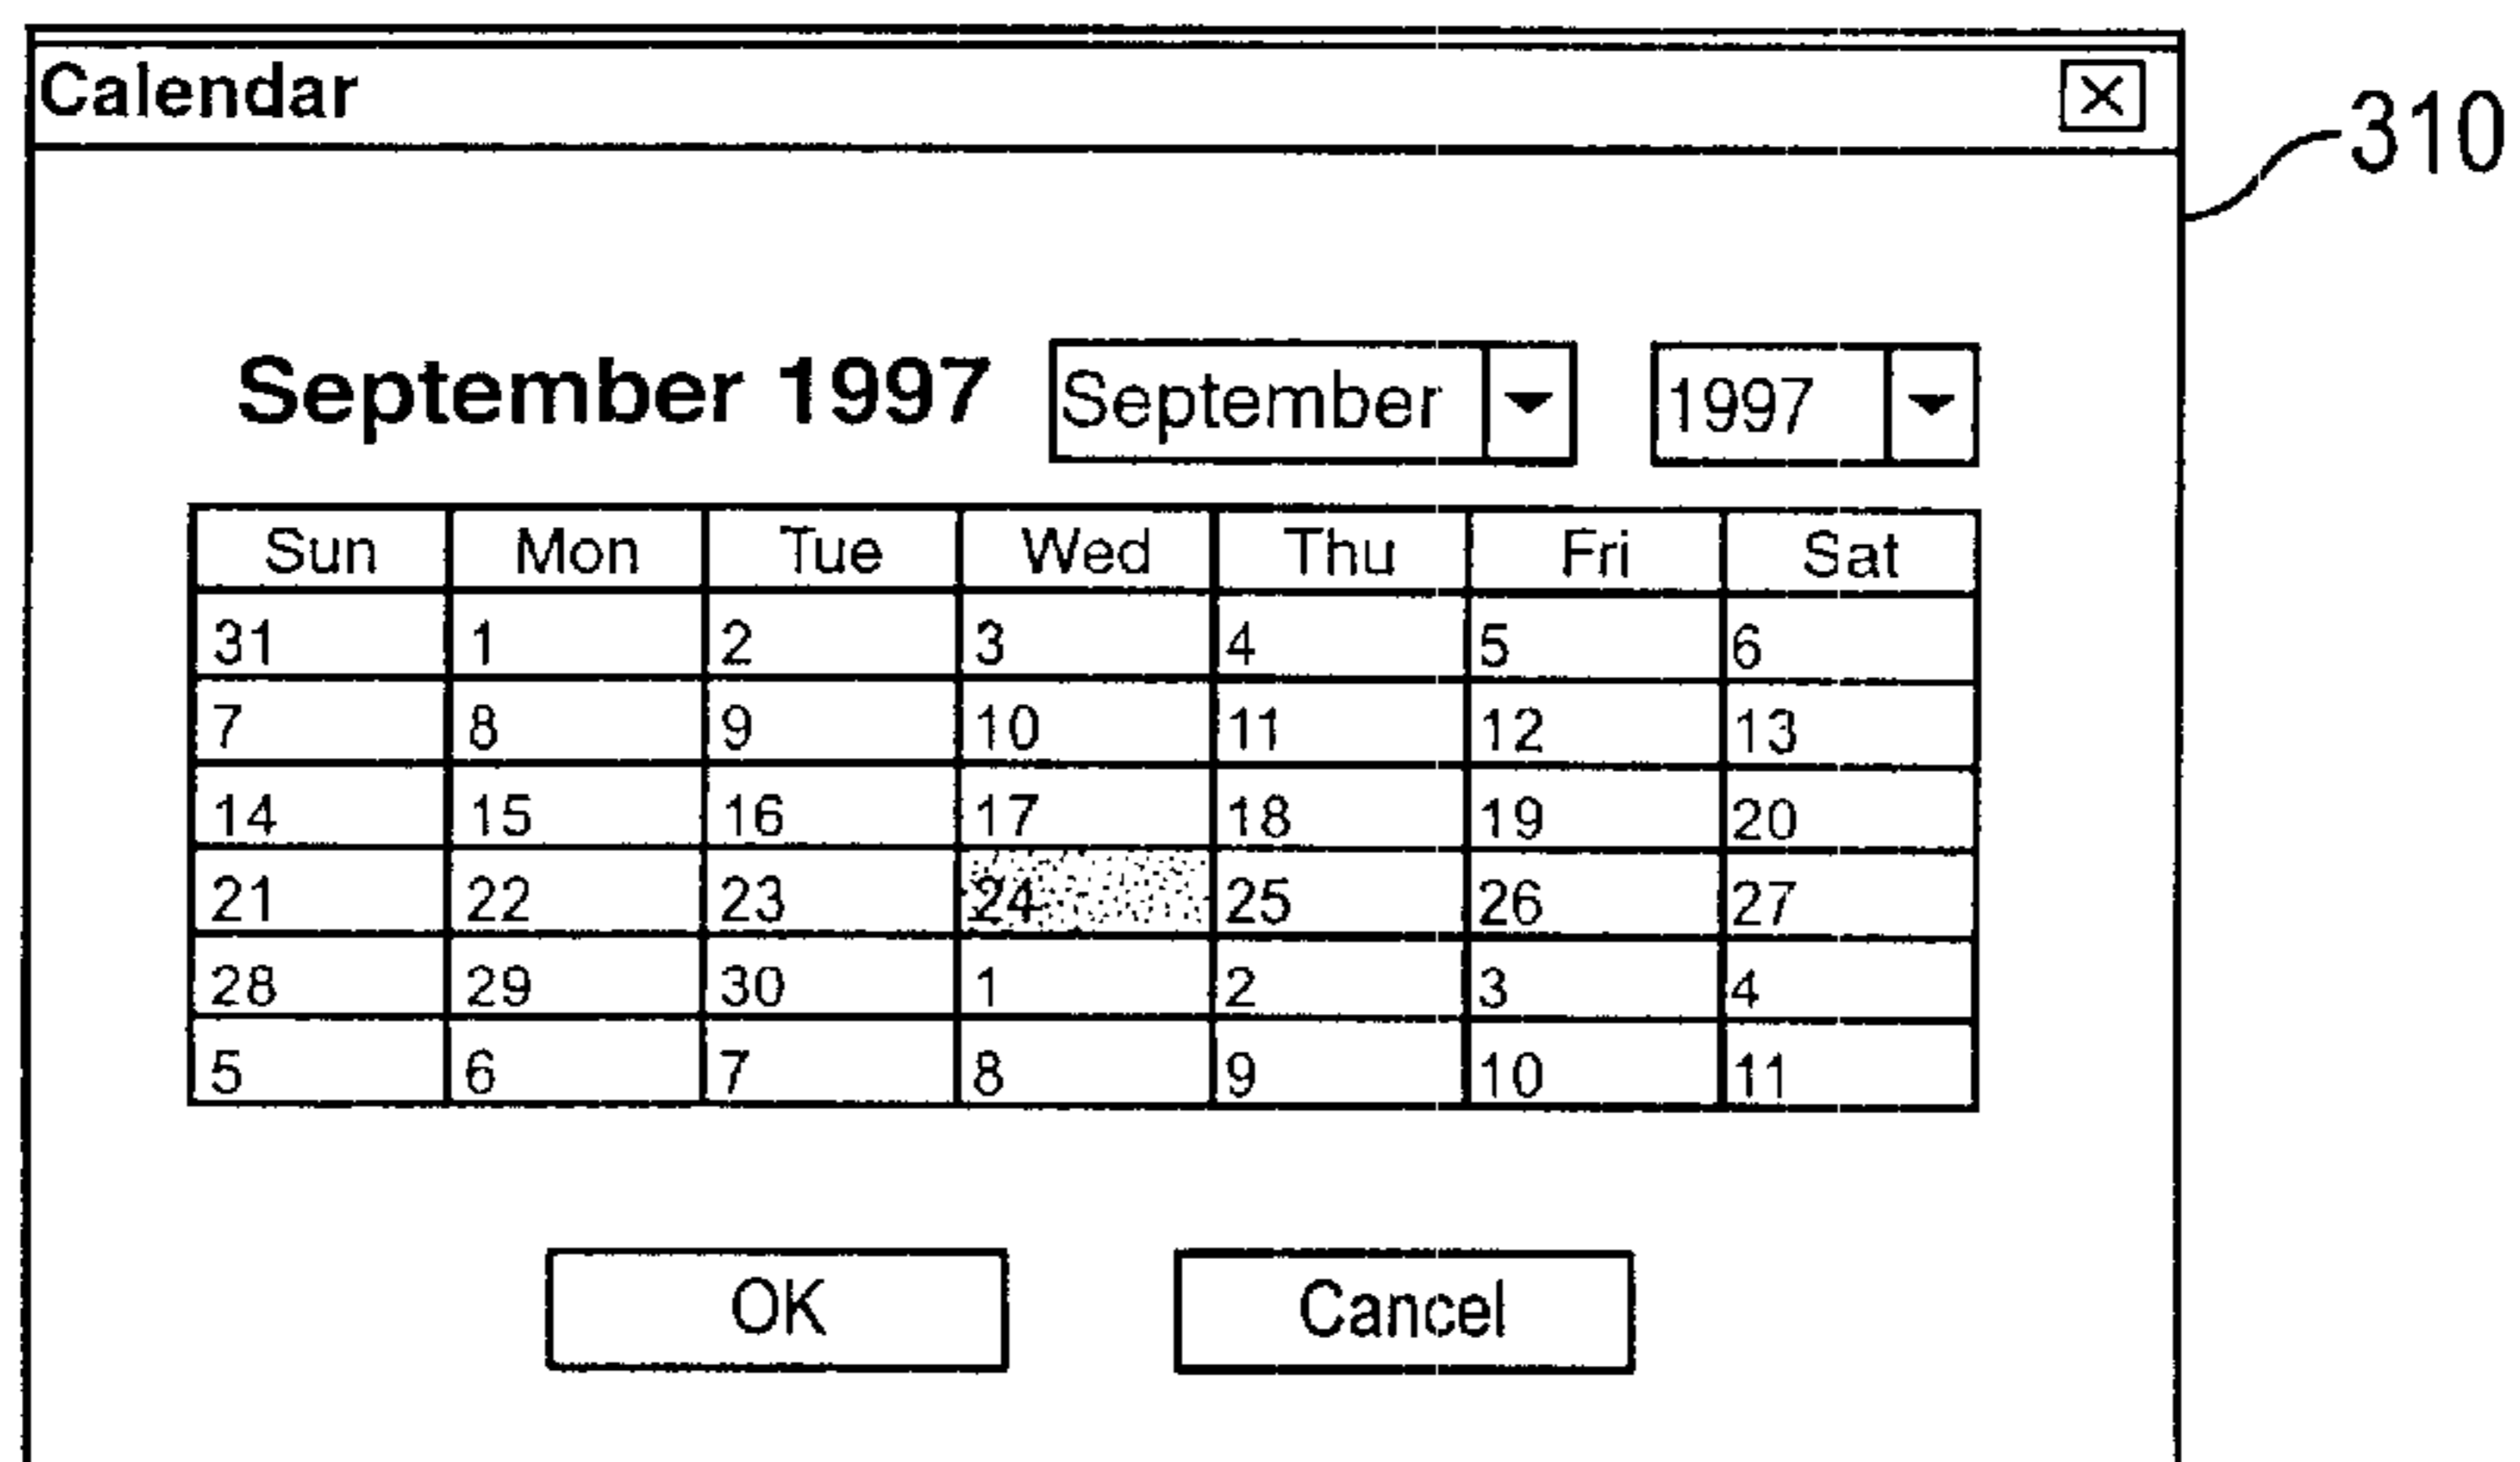 Calendar
310
September 1997 September 1997
Sun Mon Tue Wed Thu Fri Sat
31 1 2 3 4 5 6
7 8 9 10 11 12 13
14 15 16 17 18 19 20
21 22 23 24 25 26 27
28 29 30 1 2 3 4
5 6 7 8 9 10 11
OK Cancel